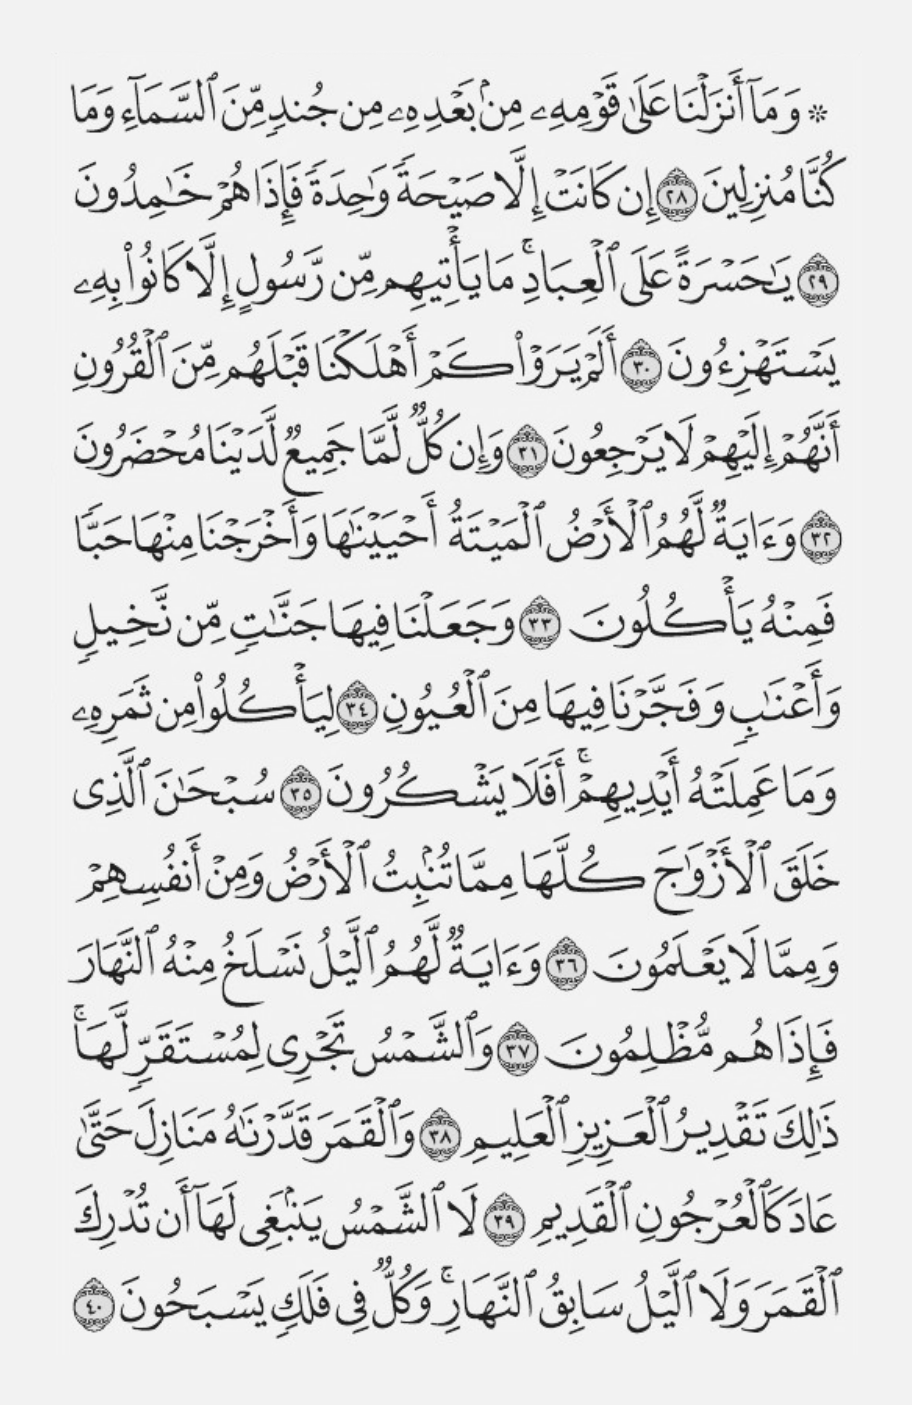 ۞ وَمَآ أَنزَلْنَا عَلَىٰ قَوْمِهِۦ مِنۢ بَعْدِهِۦ مِن جُندٍ مِّنَ ٱلسَّمَآءِ وَمَا
كُنَّا مُنزِلِينَ ٢٨ إِن كَانَتْ إِلَّا صَيْحَةً وَٰحِدَةً فَإِذَا هُمْ خَـٰمِدُونَ
٢٩ يَـٰحَسْرَةً عَلَى ٱلْعِبَادِ ۚ مَا يَأْتِيهِم مِّن رَّسُولٍ إِلَّا كَانُوا۟ بِهِۦ
يَسْتَهْزِءُونَ ٣٠ أَلَمْ يَرَوْا۟ كَمْ أَهْلَكْنَا قَبْلَهُم مِّنَ ٱلْقُرُونِ
أَنَّهُمْ إِلَيْهِمْ لَا يَرْجِعُونَ ٣١ وَإِن كُلٌّ لَّمَّا جَمِيعٌ لَّدَيْنَا مُحْضَرُونَ
٣٢ وَءَايَةٌ لَّهُمُ ٱلْأَرْضُ ٱلْمَيْتَةُ أَحْيَيْنَـٰهَا وَأَخْرَجْنَا مِنْهَا حَبًّا
فَمِنْهُ يَأْكُلُونَ ٣٣ وَجَعَلْنَا فِيهَا جَنَّـٰتٍ مِّن نَّخِيلٍ
وَأَعْنَـٰبٍ وَفَجَّرْنَا فِيهَا مِنَ ٱلْعُيُونِ ٣٤ لِيَأْكُلُوا۟ مِن ثَمَرِهِۦ
وَمَا عَمِلَتْهُ أَيْدِيهِمْ ۚ أَفَلَا يَشْكُرُونَ ٣٥ سُبْحَـٰنَ ٱلَّذِى
خَلَقَ ٱلْأَزْوَٰجَ كُلَّهَا مِمَّا تُنۢبِتُ ٱلْأَرْضُ وَمِنْ أَنفُسِهِمْ
وَمِمَّا لَا يَعْلَمُونَ ٣٦ وَءَايَةٌ لَّهُمُ ٱلَّيْلُ نَسْلَخُ مِنْهُ ٱلنَّهَارَ
فَإِذَا هُم مُّظْلِمُونَ ٣٧ وَٱلشَّمْسُ تَجْرِى لِمُسْتَقَرٍّ لَّهَا ۚ
ذَٰلِكَ تَقْدِيرُ ٱلْعَزِيزِ ٱلْعَلِيمِ ٣٨ وَٱلْقَمَرَ قَدَّرْنَـٰهُ مَنَازِلَ حَتَّىٰ
عَادَ كَٱلْعُرْجُونِ ٱلْقَدِيمِ ٣٩ لَا ٱلشَّمْسُ يَنۢبَغِى لَهَآ أَن تُدْرِكَ
ٱلْقَمَرَ وَلَا ٱلَّيْلُ سَابِقُ ٱلنَّهَارِ ۚ وَكُلٌّ فِى فَلَكٍ يَسْبَحُونَ ٤٠